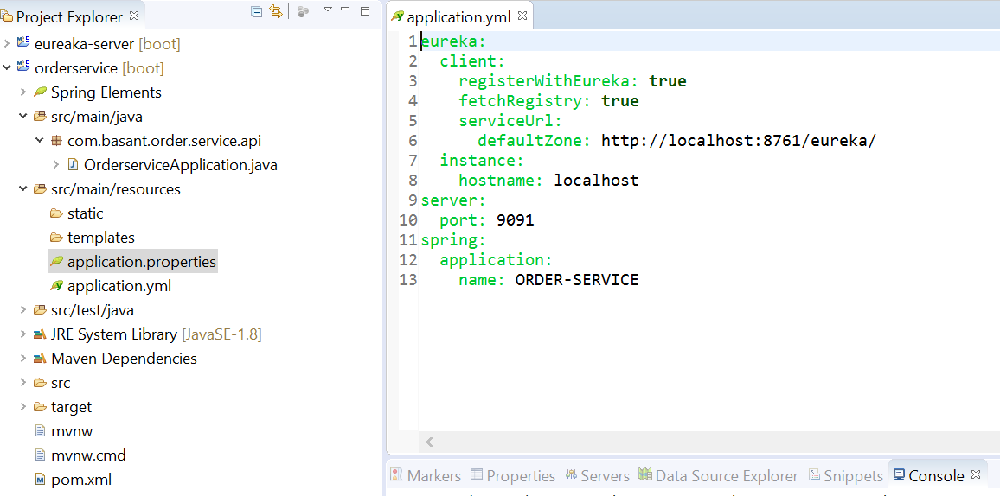 Project Explorer
eureaka-server [boot]
orderservice [boot]
Spring Elements
src/main/java
com.basant.order.service.api
OrderserviceApplication.java
src/main/resources
static
templates
application.properties
application.yml
src/test/java
JRE System Library [JavaSE-1.8]
Maven Dependencies
src
target
mvnw
mvnw.cmd
pom.xml
application.yml
1 eureka:
2 client:
3 registerWithEureka: true
4 fetchRegistry: true
5 serviceUrl:
6 defaultZone: http://localhost:8761/eureka/
7 instance:
8 hostname: localhost
9 server:
10 port: 9091
11 spring:
12 application:
13 name: ORDER-SERVICE
Markers Properties Servers Data Source Explorer Snippets Console